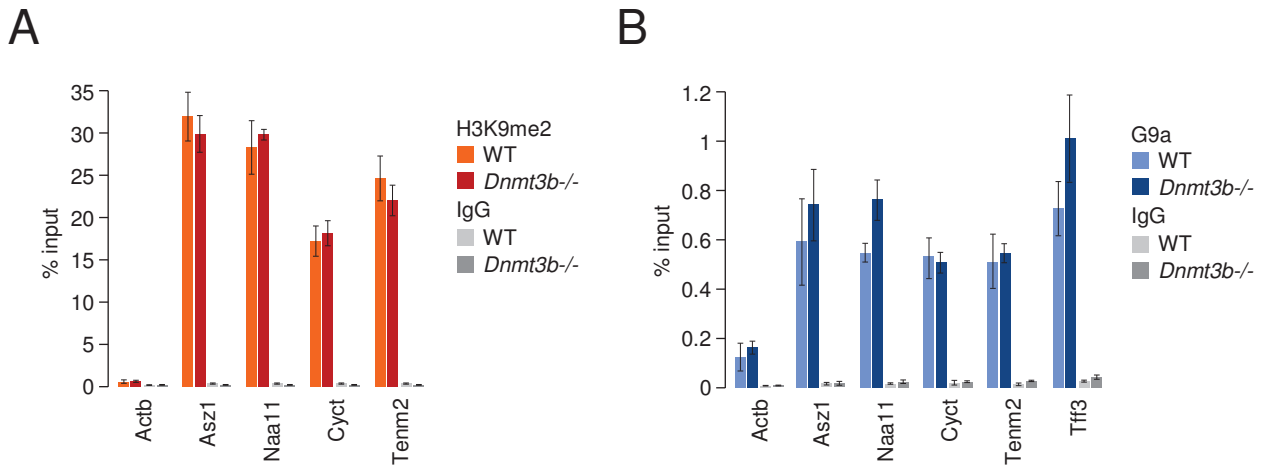 A
35
30
25
20
15
10
5
0
% input
Actb
Asz1
Naa11
Cyct
Tenm2
H3K9me2
WT
Dnmt3b-/-
IgG
WT
Dnmt3b-/-
B
1.2
1
0.8
0.6
0.4
0.2
0
% input
Actb
Asz1
Naa11
Cyct
Tenm2
Tff3
G9a
WT
Dnmt3b-/-
IgG
WT
Dnmt3b-/-